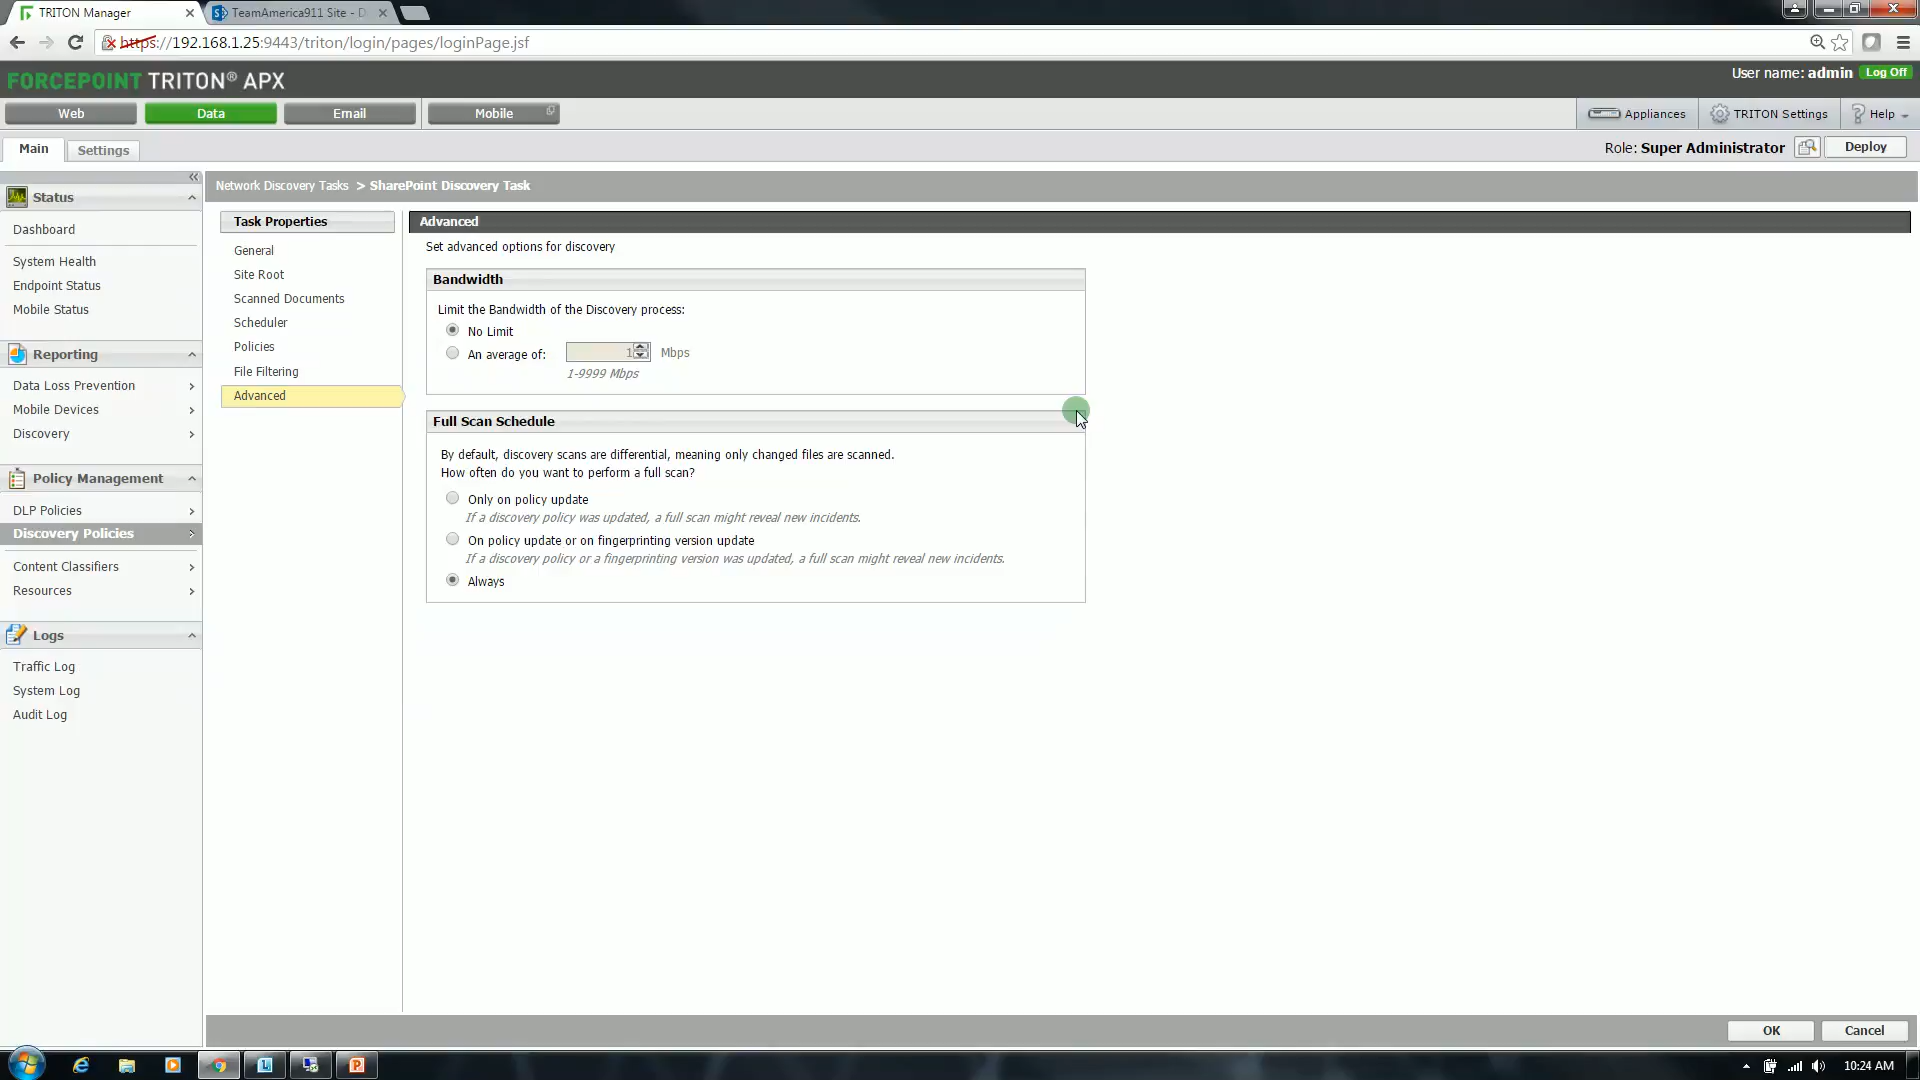 TRITON Manager
TeamAmerica911 Site - D
https://192.168.1.25:9443/triton/login/pages/loginPage.jsf
FORCEPOINT TRITON® APX
User name: admin Log Off
Web Data Email Mobile
Appliances TRITON Settings Help
Main Settings
Role: Super Administrator Deploy
Status
Dashboard
System Health
Endpoint Status
Mobile Status
Reporting
Data Loss Prevention
Mobile Devices
Discovery
Policy Management
DLP Policies
Discovery Policies
Content Classifiers
Resources
Logs
Traffic Log
System Log
Audit Log
Network Discovery Tasks > SharePoint Discovery Task
Task Properties
General
Site Root
Scanned Documents
Scheduler
Policies
File Filtering
Advanced
Advanced
Set advanced options for discovery
Bandwidth
Limit the Bandwidth of the Discovery process:
No Limit
An average of: 1 Mbps
1-9999 Mbps
Full Scan Schedule
By default, discovery scans are differential, meaning only changed files are scanned.
How often do you want to perform a full scan?
Only on policy update
If a discovery policy was updated, a full scan might reveal new incidents.
On policy update or on fingerprinting version update
If a discovery policy or a fingerprinting version was updated, a full scan might reveal new incidents.
Always
OK Cancel
10:24 AM